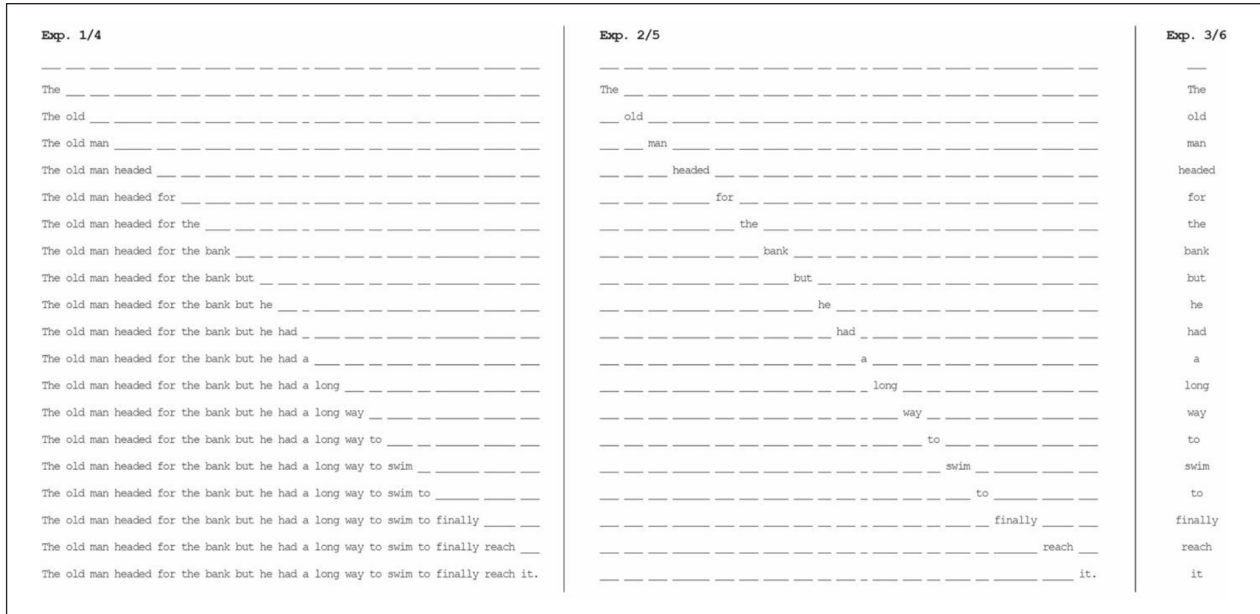 Exp. 1/4
The
The old
The old man
The old man headed
The old man headed for
The old man headed for the
The old man headed for the bank
The old man headed for the bank but
The old man headed for the bank but he
The old man headed for the bank but he had
The old man headed for the bank but he had a
The old man headed for the bank but he had a long
The old man headed for the bank but he had a long way
The old man headed for the bank but he had a long way to
The old man headed for the bank but he had a long way to swim
The old man headed for the bank but he had a long way to swim to
The old man headed for the bank but he had a long way to swim to finally
The old man headed for the bank but he had a long way to swim to finally reach
The old man headed for the bank but he had a long way to swim to finally reach it.
Exp. 2/5
The
old
man
headed
for
the
bank
but
he
had
a
long
way
to
swim
to
finally
reach
it.
Exp. 3/6
The
old
man
headed
for
the
bank
but
he
had
a
long
way
to
swim
to
finally
reach
it